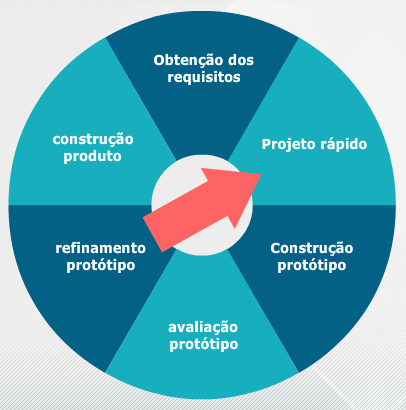 Obtenção dos
requisitos
Projeto rápido
Construção
protótipo
avaliação
protótipo
refinamento
protótipo
construção
produto